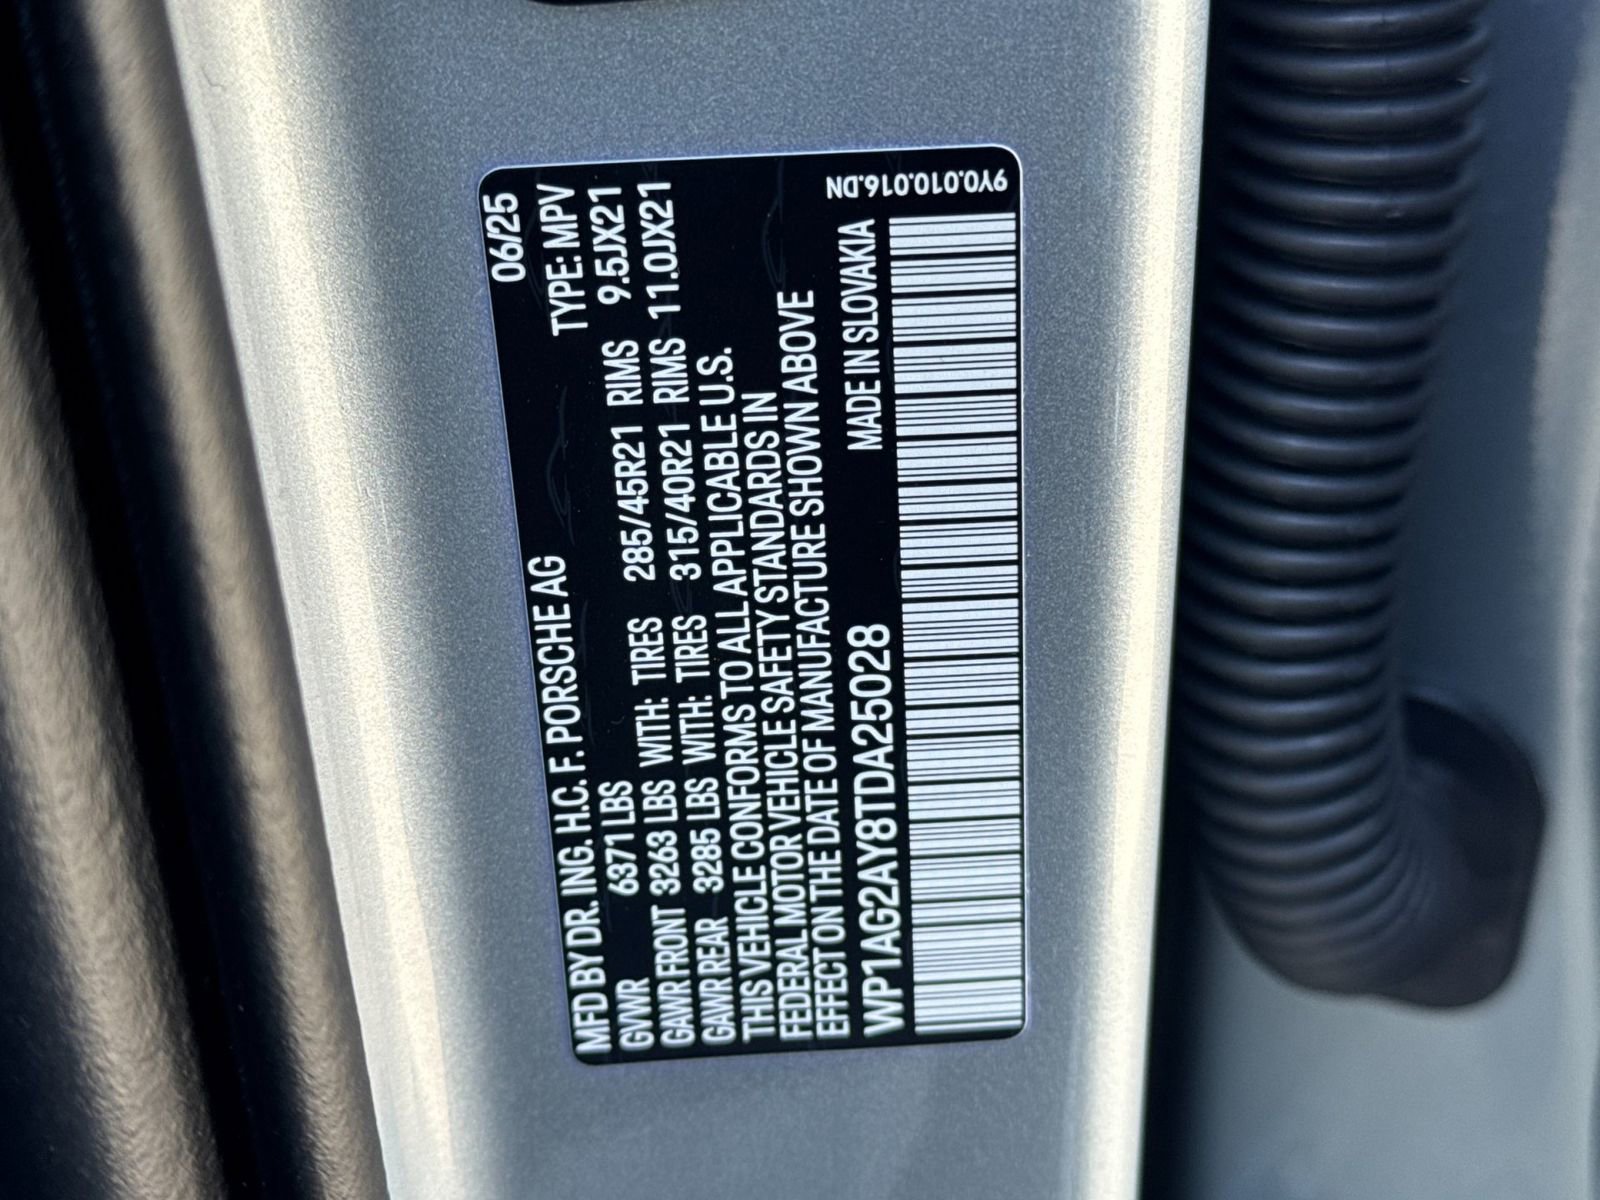 06/25
MFD BY DR. ING. H.C. F. PORSCHE AG TYPE: MPV
GVWR 6371 LBS
GAWR FRONT 3263 LBS WITH: TIRES 285/45R21 RIMS 9.5JX21
GAWR REAR 3285 LBS WITH: TIRES 315/40R21 RIMS 11.0JX21
THIS VEHICLE CONFORMS TO ALL APPLICABLE U.S.
FEDERAL MOTOR VEHICLE SAFETY STANDARDS IN
EFFECT ON THE DATE OF MANUFACTURE SHOWN ABOVE
WP1AG2AY8TDA25028 MADE IN SLOVAKIA
9Y0.010.016.DN